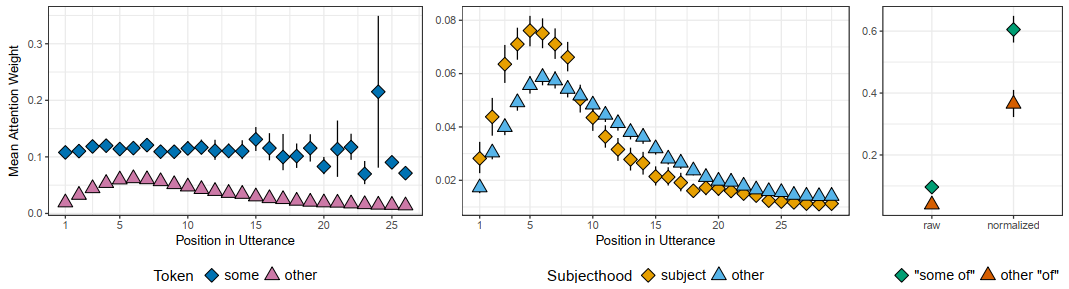 Mean Attention Weight
0.3
0.2
0.1
0.0
1 5 10 15 20 25
Position in Utterance
Token some other
0.08
0.06
0.04
0.02
1 5 10 15 20 25
Position in Utterance
Subjecthood subject other
0.6
0.4
0.2
raw normalized
"some of" other "of"